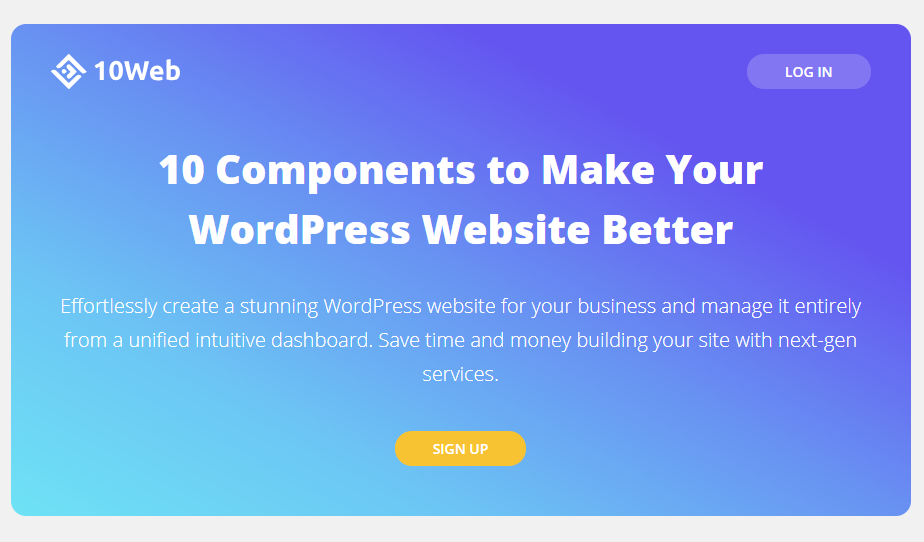 10Web
LOG IN
10 Components to Make Your
WordPress Website Better
Effortlessly create a stunning WordPress website for your business and manage it entirely
from a unified intuitive dashboard. Save time and money building your site with next-gen
services.
SIGN UP